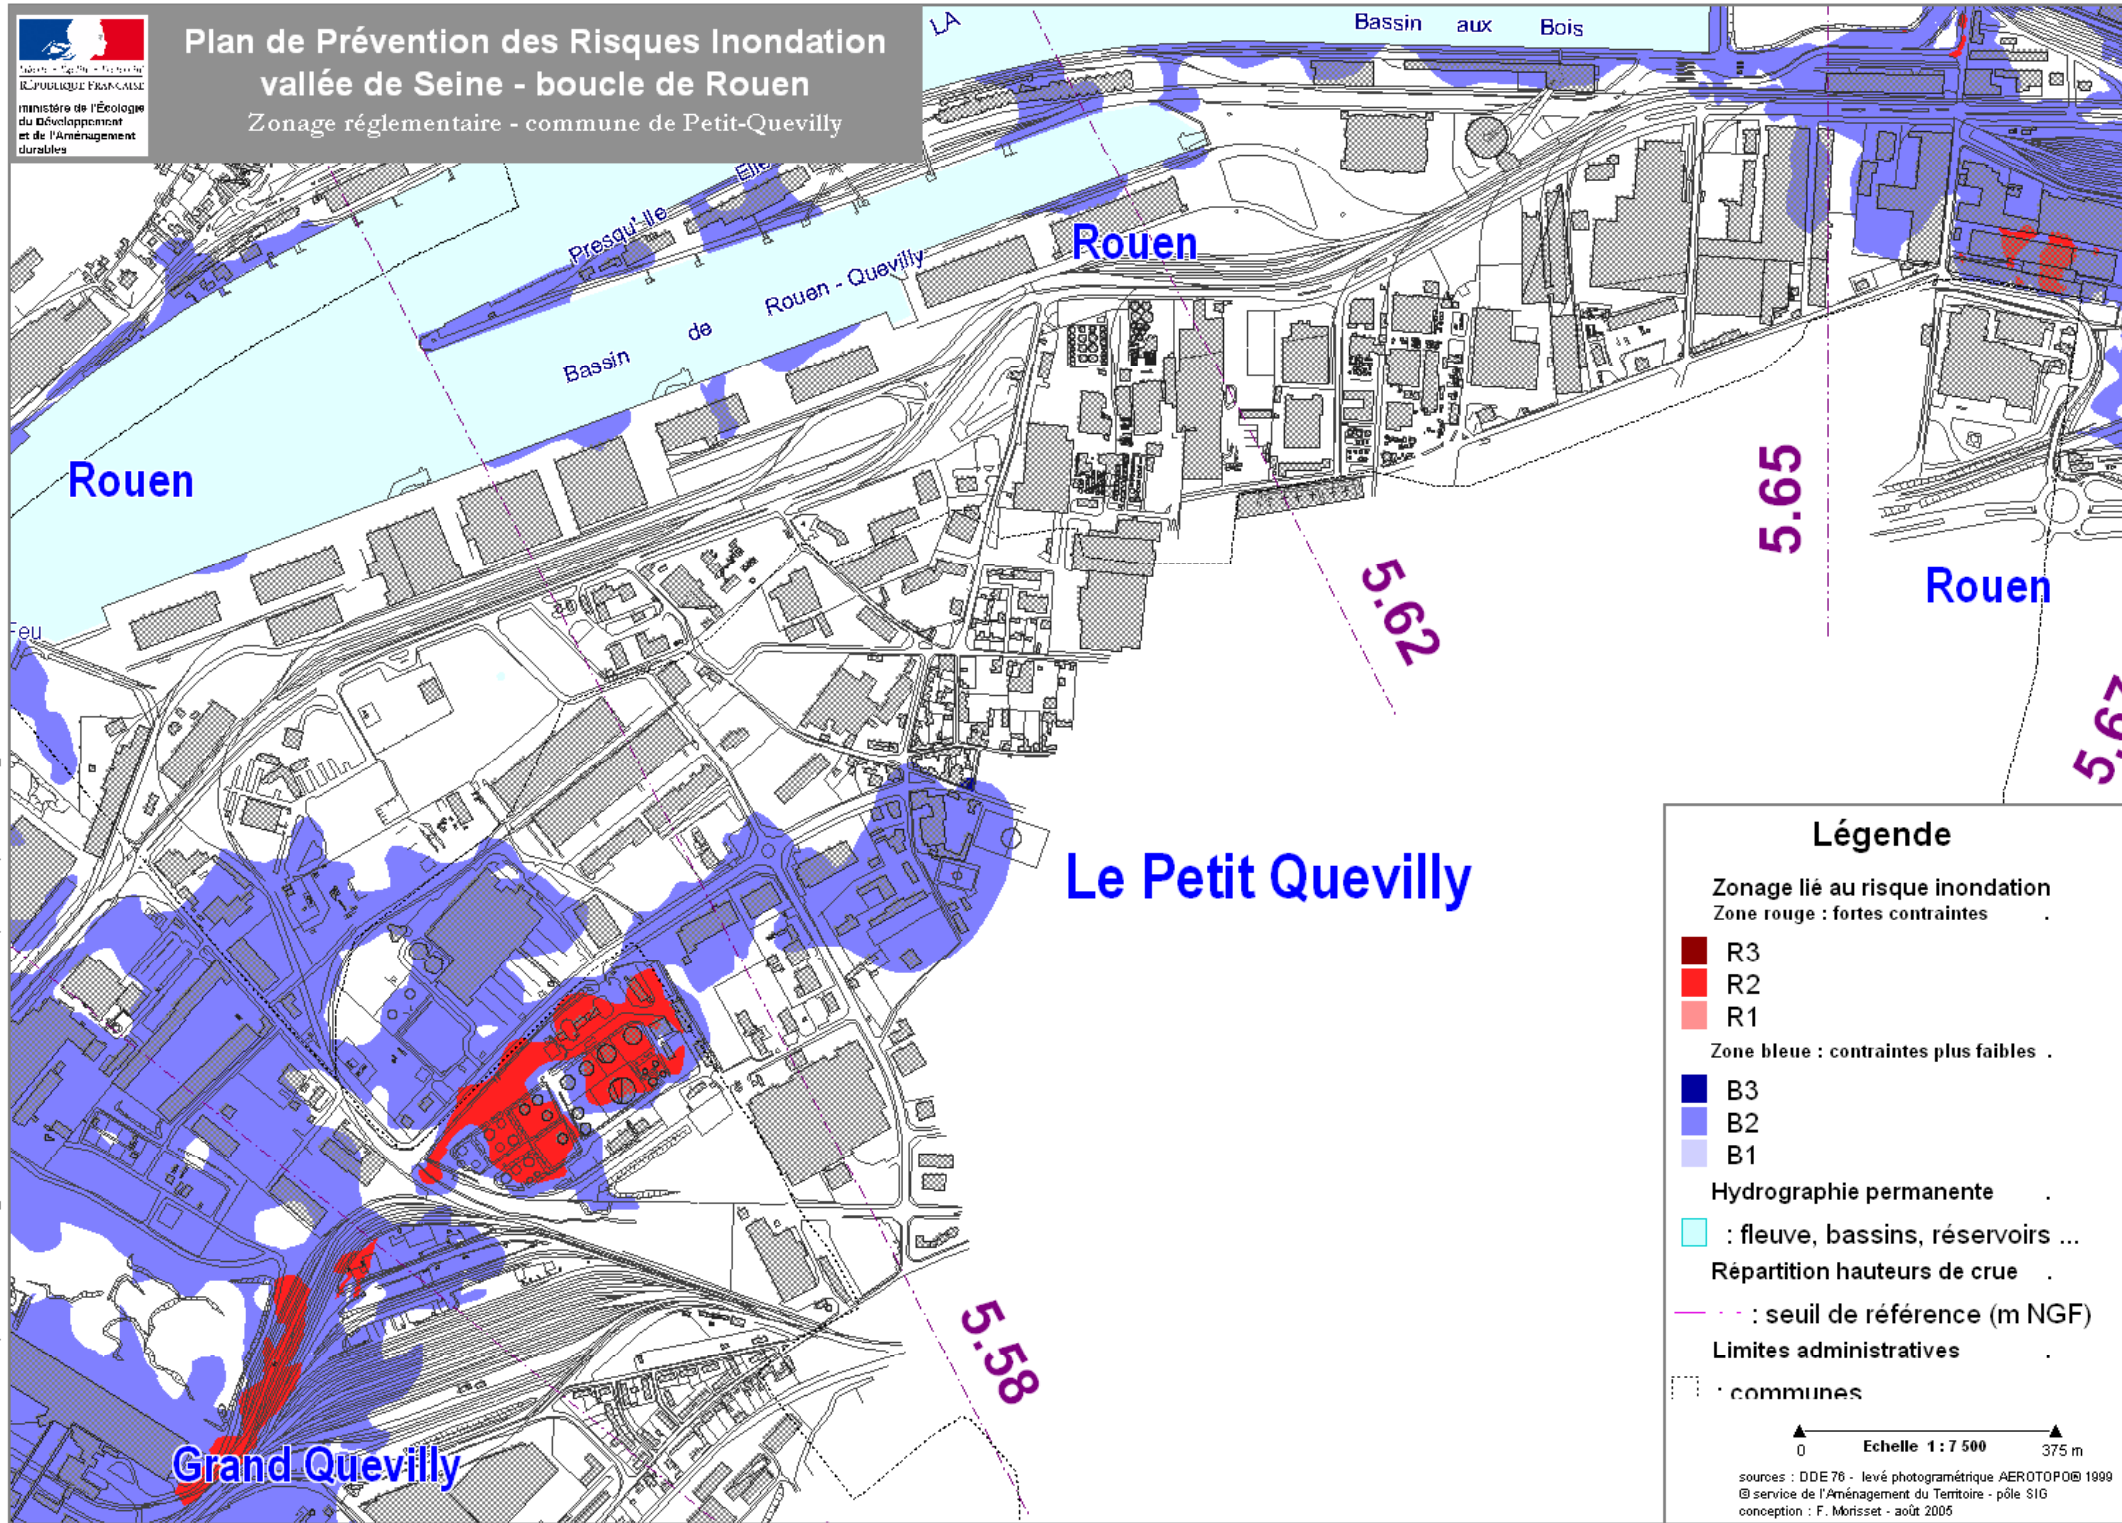 Plan de Prévention des Risques Inondation
vallée de Seine - boucle de Rouen
Zonage réglementaire - commune de Petit-Quevilly
RÉPUBLIQUE FRANÇAISE
ministère de l'Écologie
du Développement
et de l'Aménagement
durables
LA
Bassin aux Bois
Elie
Presqu'Ile
Rouen - Quevilly
de
Bassin
Rouen
Rouen
Rouen
Feu
5.65
5.62
5.67
5.58
Le Petit Quevilly
Grand Quevilly
Légende
Zonage lié au risque inondation
Zone rouge : fortes contraintes .
R3
R2
R1
Zone bleue : contraintes plus faibles .
B3
B2
B1
Hydrographie permanente .
: fleuve, bassins, réservoirs ...
Répartition hauteurs de crue .
: seuil de référence (m NGF)
Limites administratives .
: communes
0 Echelle 1 : 7 500 375 m
sources : DDE 76 - levé photogramétrique AEROTOPO® 1999
© service de l'Aménagement du Territoire - pôle SIG
conception : F. Morisset - août 2005